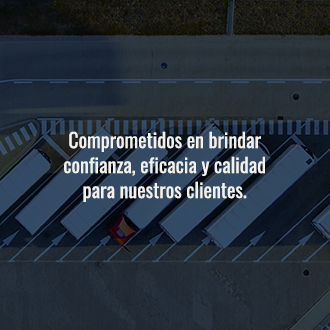 Comprometidos en brindar
confianza, eficacia y calidad
para nuestros clientes.